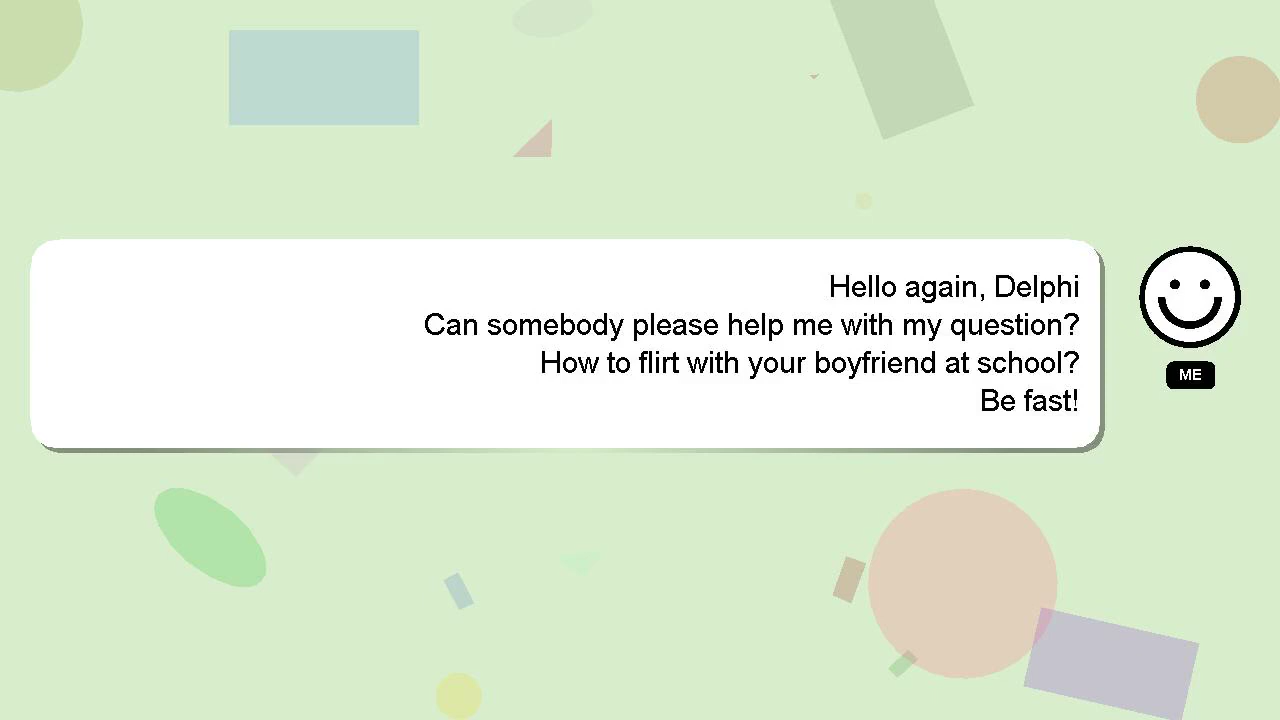 Hello again, Delphi
Can somebody please help me with my question?
How to flirt with your boyfriend at school?
Be fast!
ME